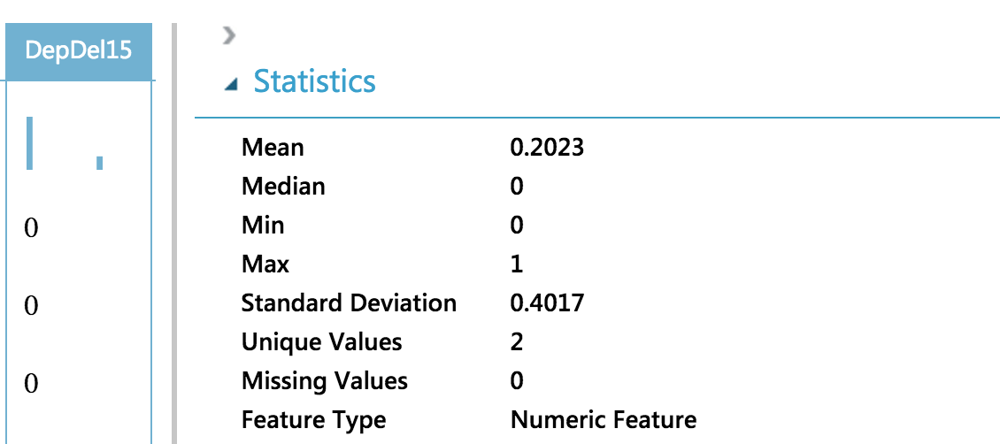 DepDel15
0
0
0
Statistics
Mean 0.2023
Median 0
Min 0
Max 1
Standard Deviation 0.4017
Unique Values 2
Missing Values 0
Feature Type Numeric Feature